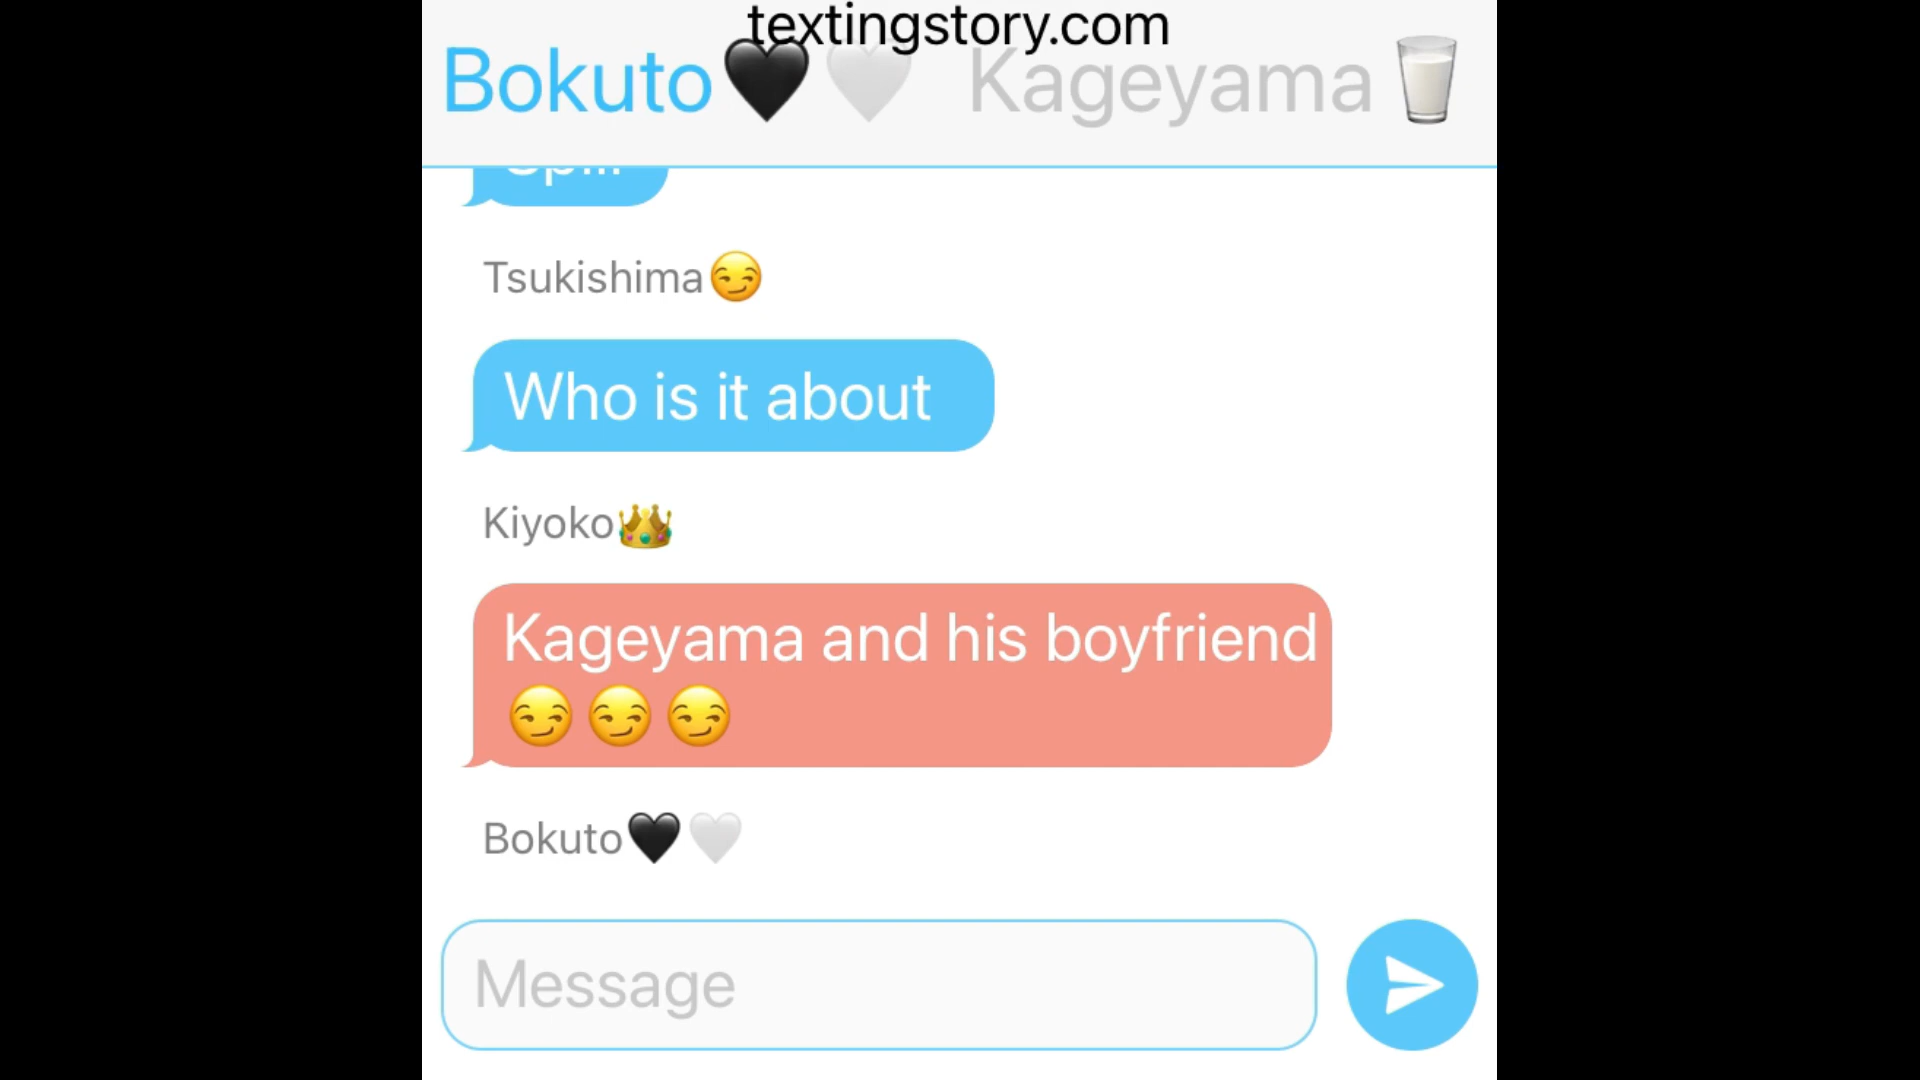 textingstory.com
Bokuto🖤🤍 Kageyama🥛
Tsukishima😏
Who is it about
Kiyoko👑
Kageyama and his boyfriend
😏😏😏
Bokuto🖤🤍
Message